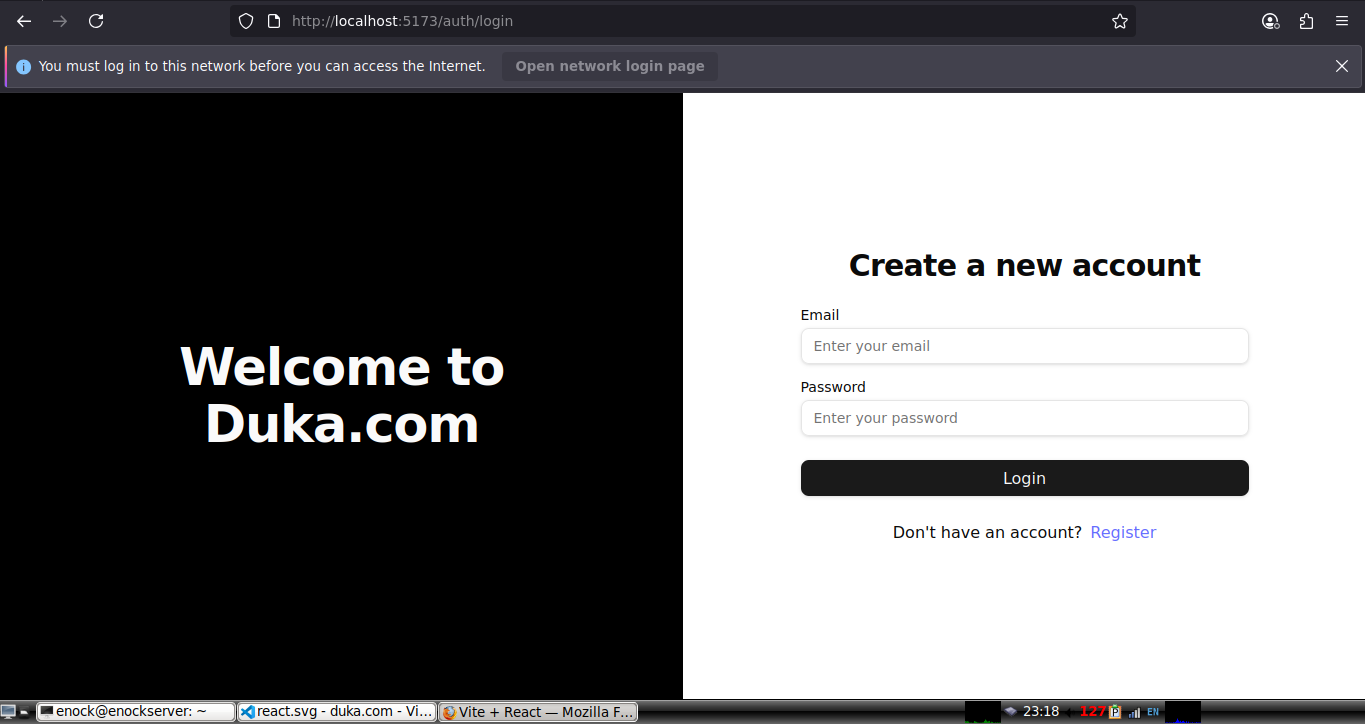 http://localhost:5173/auth/login
You must log in to this network before you can access the Internet. Open network login page
Welcome to
Duka.com
Create a new account
Email
Enter your email
Password
Enter your password
Login
Don't have an account? Register
enock@enockserver: ~ react.svg - duka.com - Vi... Vite + React — Mozilla F... 23:18 127 EN